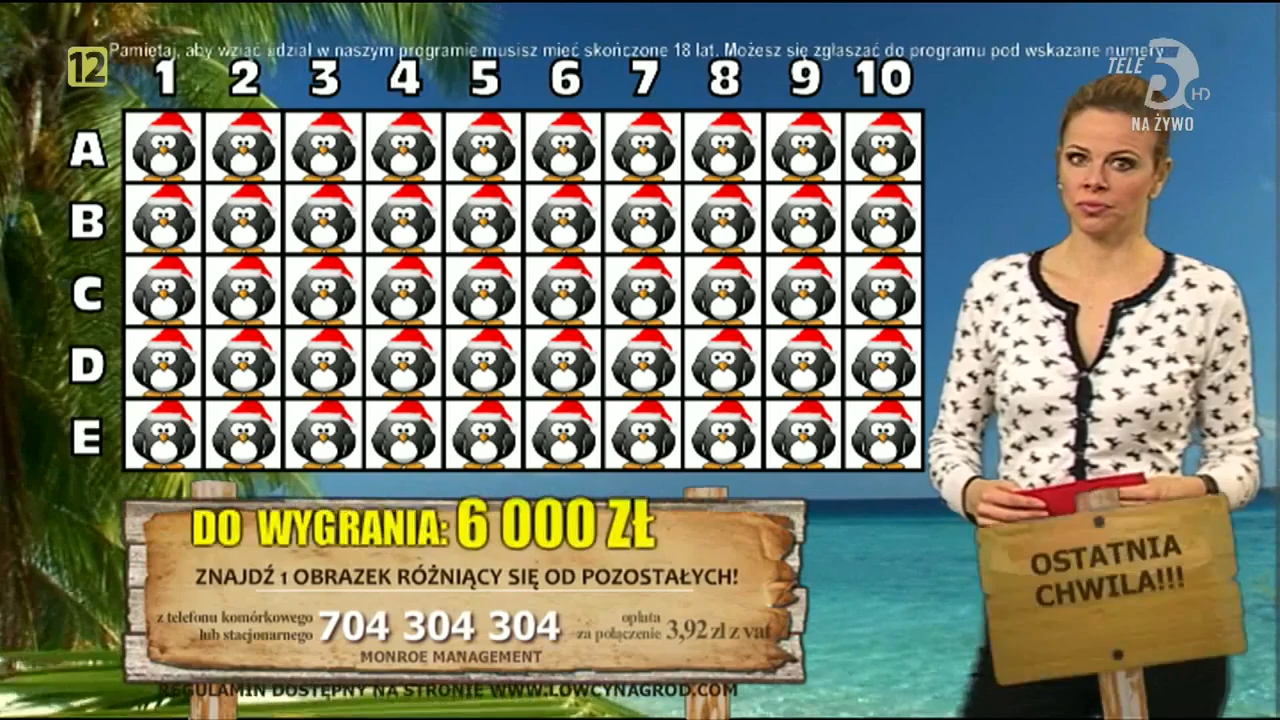 Pamiętaj, aby wziąć udział w naszym programie musisz mieć skończone 18 lat. Możesz się zgłaszać do programu pod wskazane numery
12
TELE 5 HD
NA ŻYWO
1 2 3 4 5 6 7 8 9 10
A
B
C
D
E
DO WYGRANIA: 6 000 ZŁ
ZNAJDŹ 1 OBRAZEK RÓŻNIĄCY SIĘ OD POZOSTAŁYCH!
z telefonu komórkowego
lub stacjonarnego
704 304 304
opłata
za połączenie 3,92 zł z vat
MONROE MANAGEMENT
REGULAMIN DOSTĘPNY NA STRONIE WWW.LOWCYNAGROD.COM
OSTATNIA
CHWILA!!!